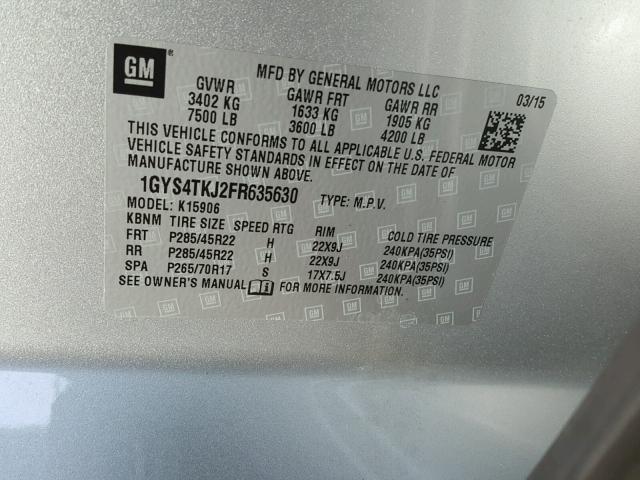 GM
MFD BY GENERAL MOTORS LLC
03/15
GVWR GAWR FRT GAWR RR
3402 KG 1633 KG 1905 KG
7500 LB 3600 LB 4200 LB
THIS VEHICLE CONFORMS TO ALL APPLICABLE U.S. FEDERAL MOTOR
VEHICLE SAFETY STANDARDS IN EFFECT ON THE DATE OF
MANUFACTURE SHOWN ABOVE.
1GYS4TKJ2FR635630 TYPE: M.P.V.
MODEL: K15906
KBNM TIRE SIZE SPEED RTG RIM COLD TIRE PRESSURE
FRT P285/45R22 H 22X9J 240KPA(35PSI)
RR P285/45R22 H 22X9J 240KPA(35PSI)
SPA P265/70R17 S 17X7.5J 240KPA(35PSI)
SEE OWNER'S MANUAL FOR MORE INFORMATION.